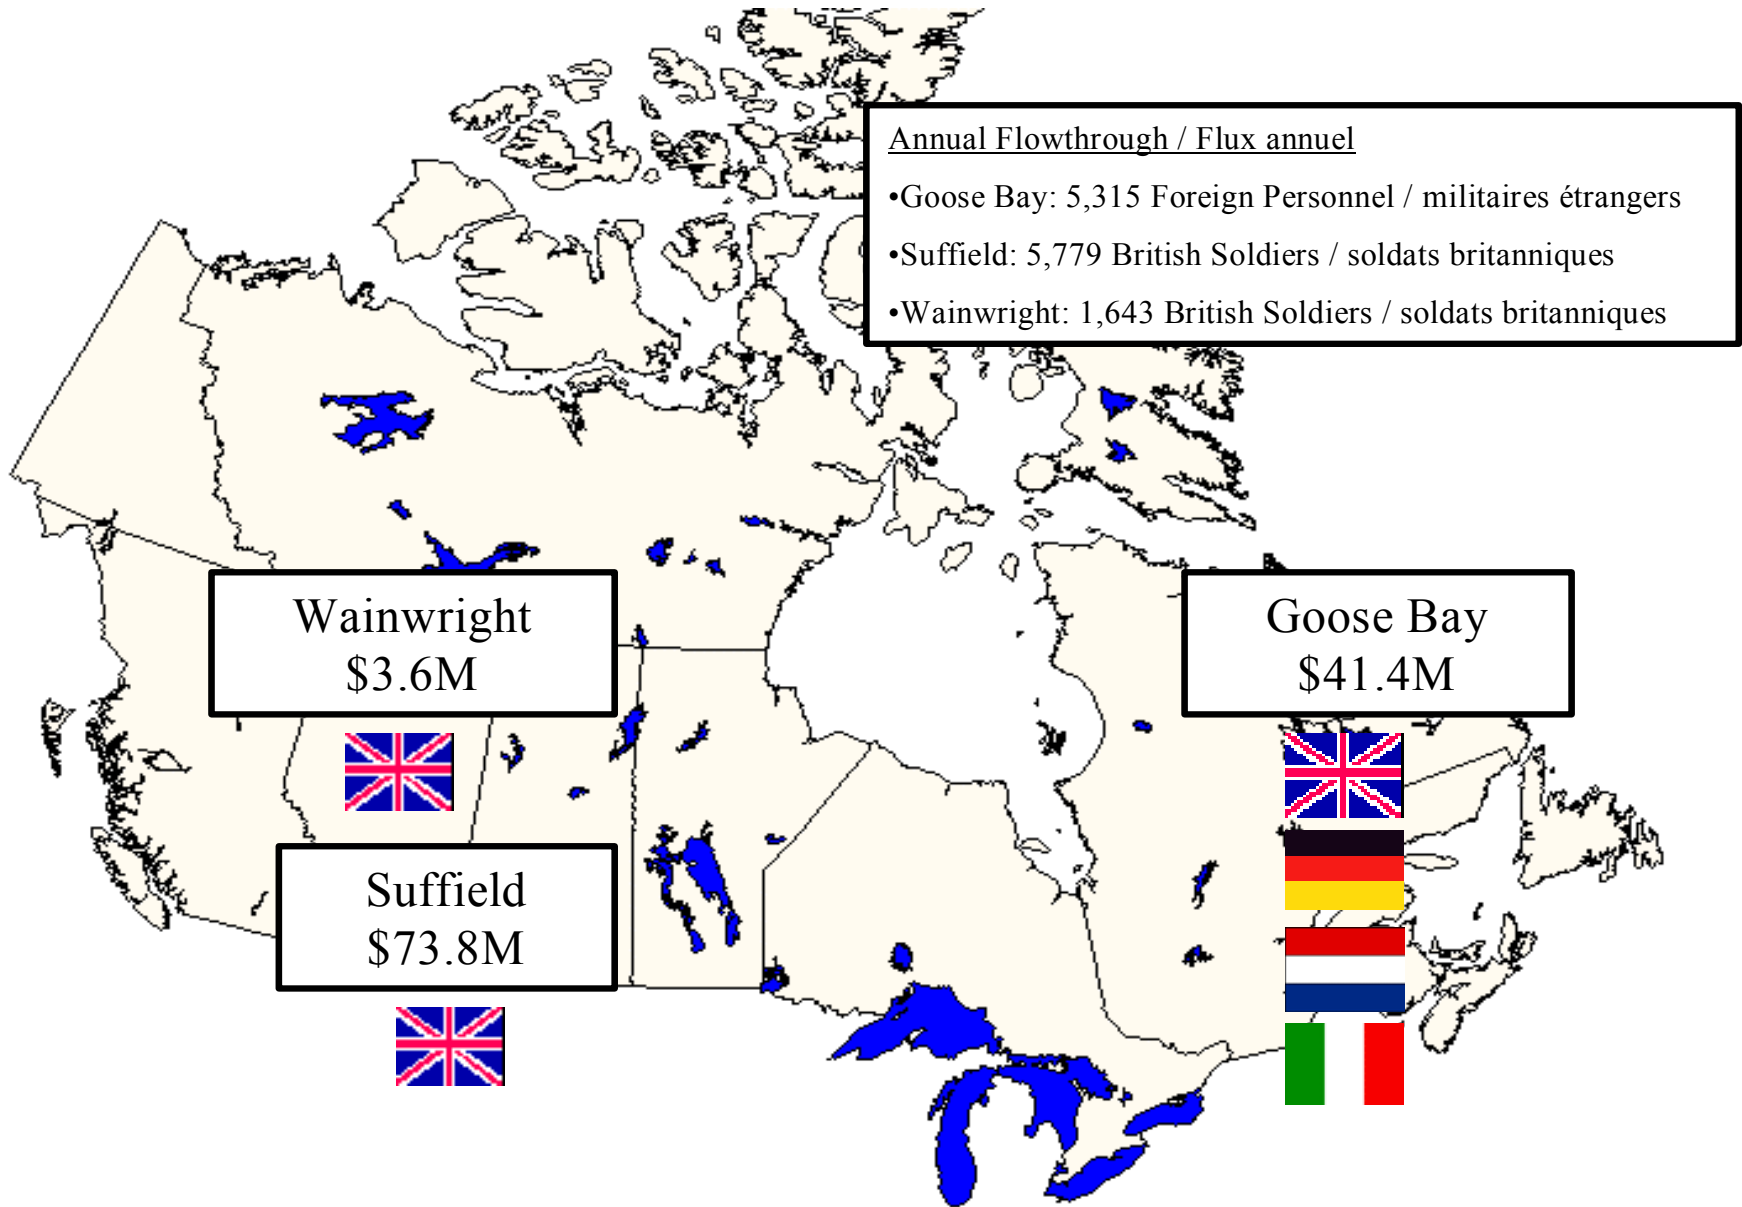 Annual Flowthrough / Flux annuel
•Goose Bay: 5,315 Foreign Personnel / militaires étrangers
•Suffield: 5,779 British Soldiers / soldats britanniques
•Wainwright: 1,643 British Soldiers / soldats britanniques
Wainwright
$3.6M
Goose Bay
$41.4M
Suffield
$73.8M